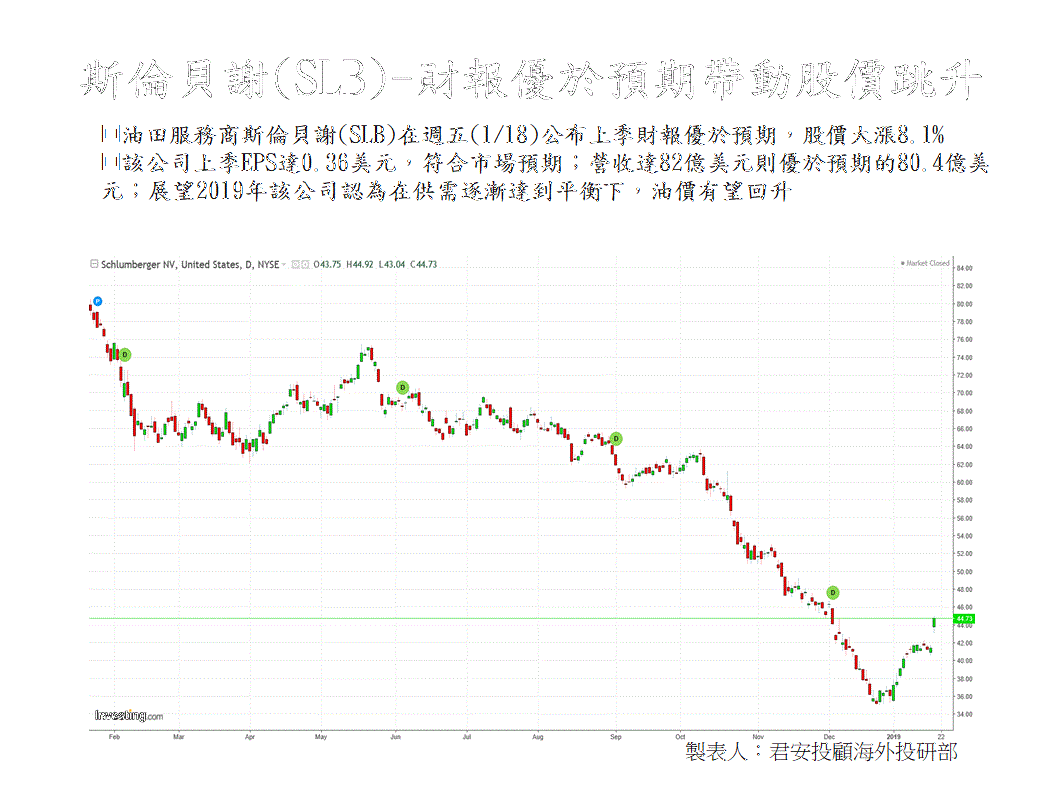 斯倫貝謝(SLB)-財報優於預期帶動股價跳升
油田服務商斯倫貝謝(SLB)在週五(1/18)公布上季財報優於預期，股價大漲8.1%
該公司上季EPS達0.36美元，符合市場預期；營收達82億美元則優於預期的80.4億美
元；展望2019年該公司認為在供需逐漸達到平衡下，油價有望回升
Schlumberger NV, United States, D, NYSE O43.75 H44.92 L43.04 C44.73
Market Closed
84.00
82.00
P
80.00
78.00
76.00
D
74.00
72.00
D
70.00
68.00
66.00
D
64.00
62.00
60.00
58.00
56.00
54.00
52.00
50.00
D
48.00
46.00
44.73
44.00
42.00
40.00
38.00
36.00
34.00
Investing.com
Feb Mar Apr May Jun Jul Aug Sep Oct Nov Dec 2019 22
製表人：君安投顧海外投研部